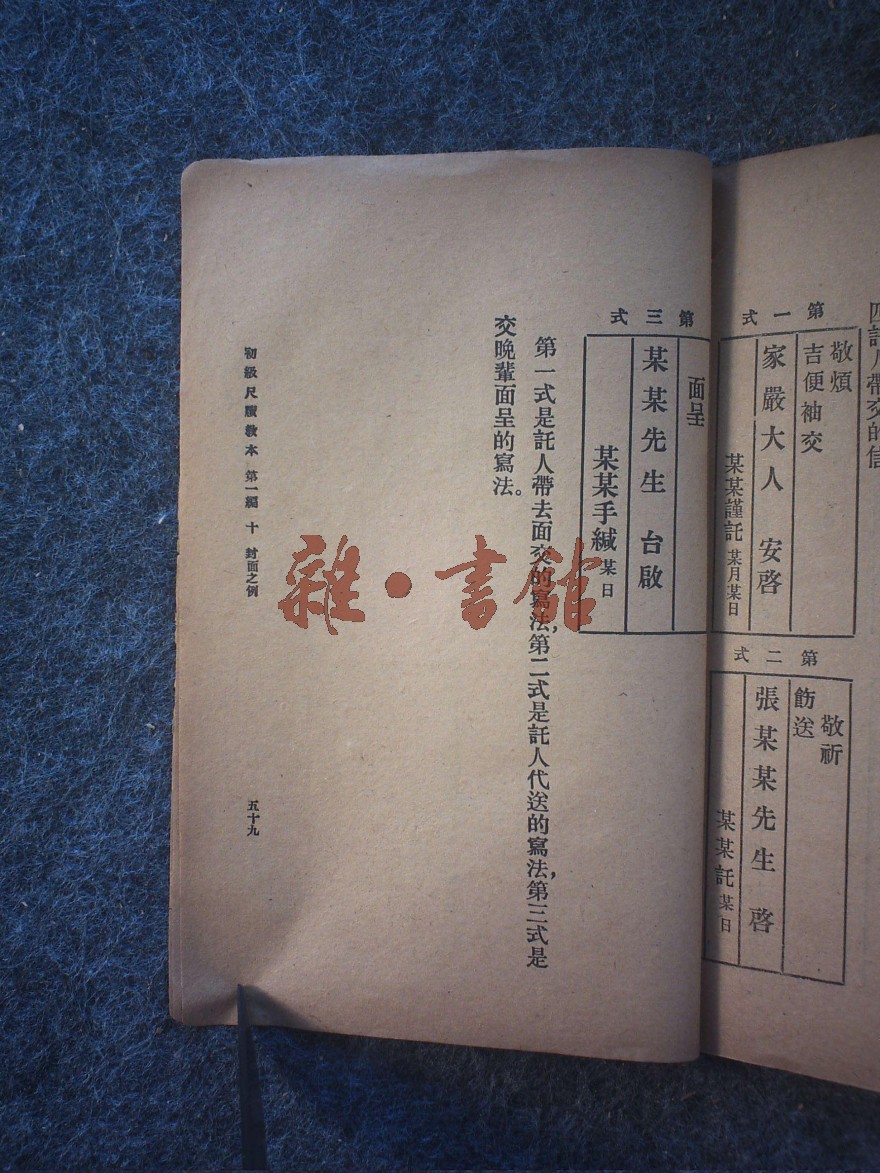 四託人帶交的信
第一式
敬煩
吉便袖交
家嚴大人 安啓
某某謹託 某月某日
第二式
敬祈
飭送
張某某先生 啓
某某託 某日
第三式
面呈
某某先生 台啟
某某手緘 某日
第一式是託人帶去面交的寫法,第二式是託人代送的寫法,第三式是
交晚輩面呈的寫法。
初級尺牘教本 第一編 十 封面之例
五十九
雜·書館